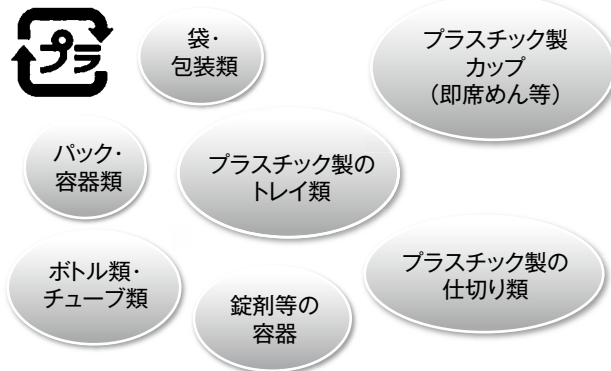 プラ
袋・
包装類
プラスチック製
カップ
（即席めん等）
パック・
容器類
プラスチック製の
トレイ類
ボトル類・
チューブ類
錠剤等の
容器
プラスチック製の
仕切り類